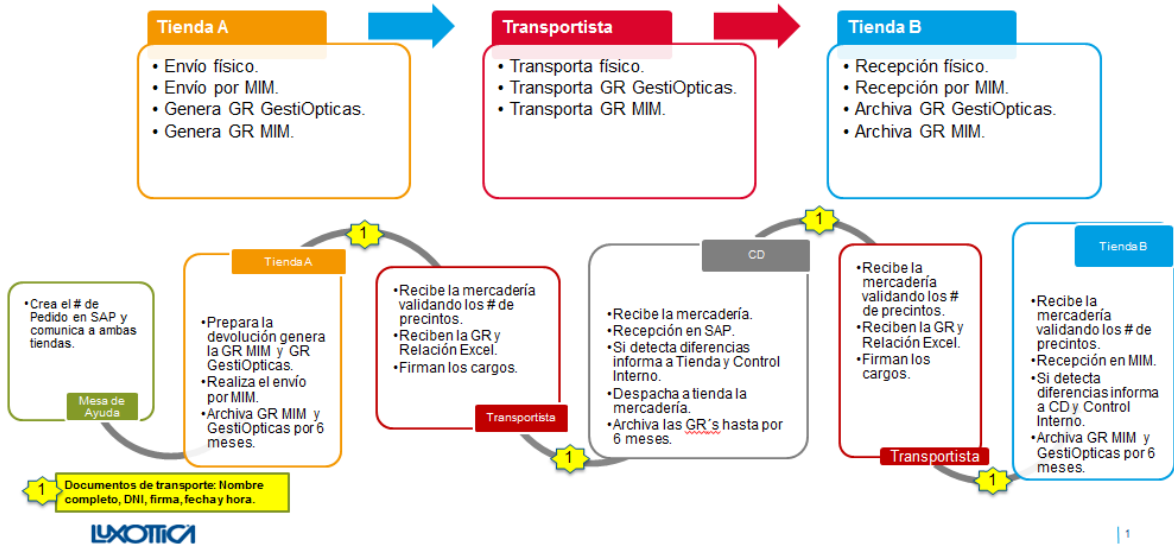 Tienda A
• Envío físico.
• Envío por MIM.
• Genera GR GestiOpticas.
• Genera GR MIM.
Transportista
• Transporta físico.
• Transporta GR GestiOpticas.
• Transporta GR MIM.
Tienda B
• Recepción físico.
• Recepción por MIM.
• Archiva GR GestiOpticas.
• Archiva GR MIM.
•Crea el # de
Pedido en SAP y
comunica a ambas
tiendas.
Mesa de
Ayuda
Tienda A
•Prepara la
devolución genera
la GR MIM y GR
GestiOpticas.
•Realiza el envío
por MIM.
•Archiva GR MIM y
GestiOpticas por 6
meses.
1
•Recibe la mercadería
validando los # de
precintos.
•Reciben la GR y
Relación Excel.
•Firman los cargos.
Transportista
1
CD
•Recibe la mercadería.
•Recepción en SAP.
•Si detecta diferencias
informa a Tienda y Control
Interno.
•Despacha a tienda la
mercadería.
•Archiva las GR´s hasta por
6 meses.
1
•Recibe la
mercadería
validando los #
de precintos.
•Reciben la GR y
Relación Excel.
•Firman los
cargos.
Transportista
1
Tienda B
•Recibe la
mercadería
validando los # de
precintos.
•Recepción en MIM.
•Si detecta
diferencias informa
a CD y Control
Interno.
•Archiva GR MIM y
GestiOpticas por 6
meses.
1
Documentos de transporte: Nombre
completo, DNI, firma, fecha y hora.
LUXOTTICA
1